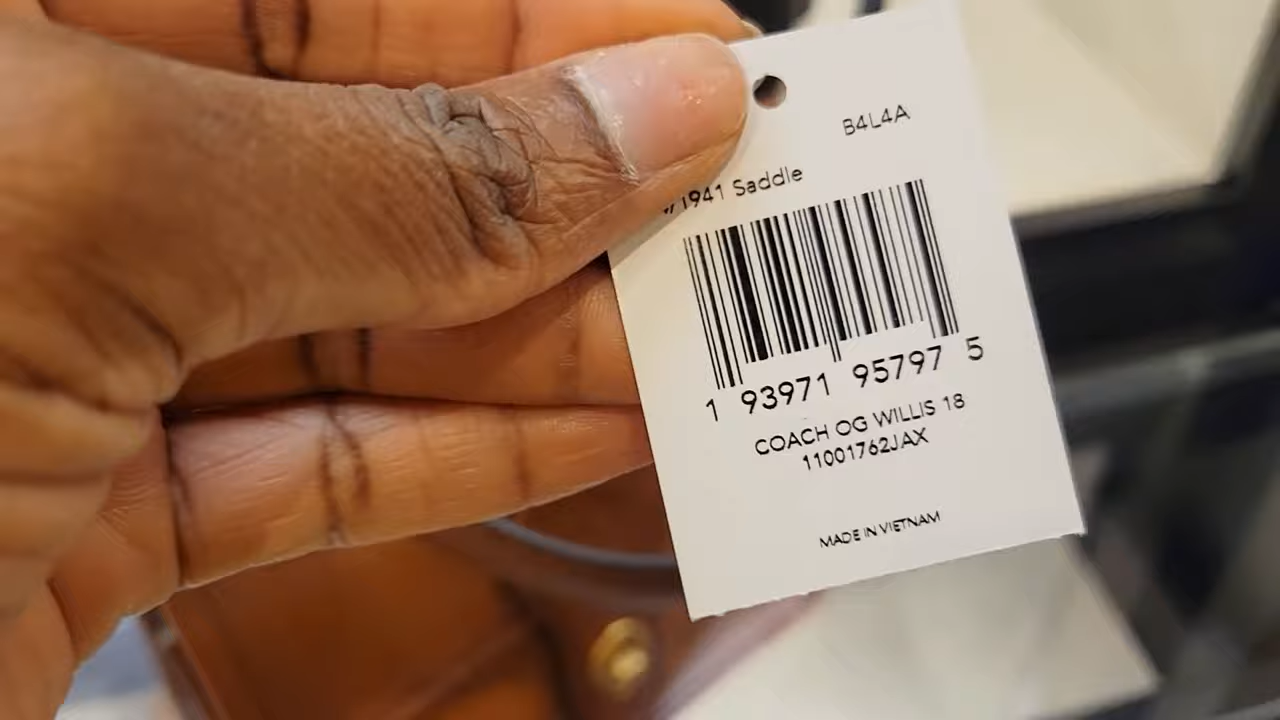 B4L4A
/1941 Saddle
1 93971 95797 5
COACH OG WILLIS 18
11001762JAX
MADE IN VIETNAM